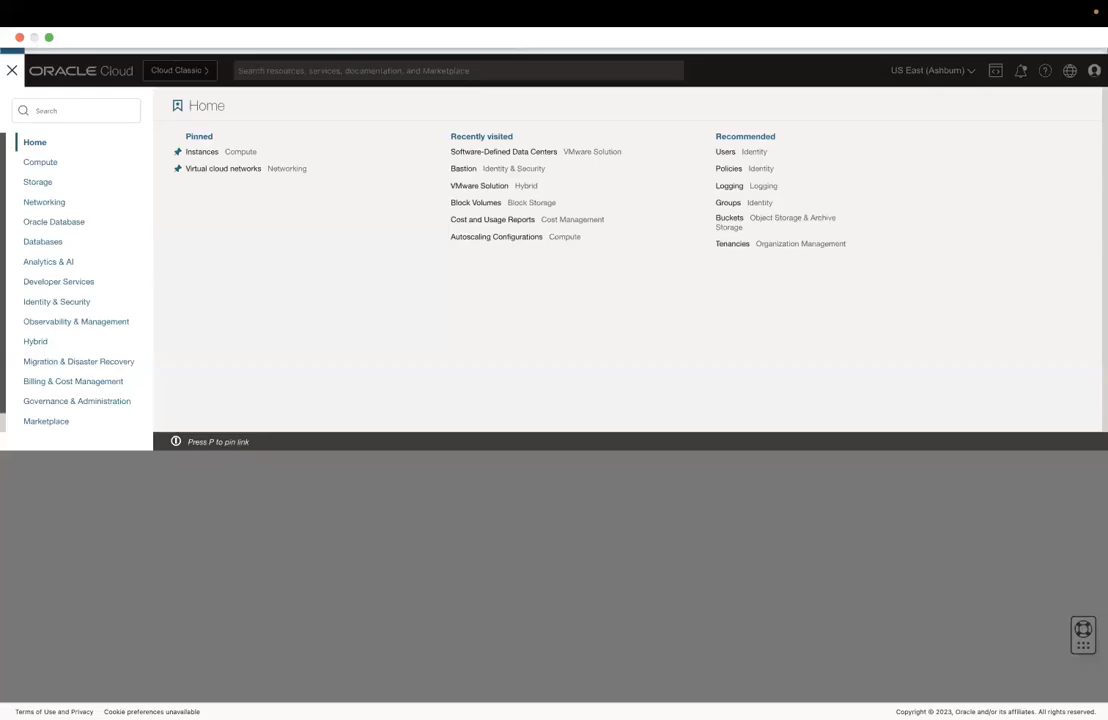 ORACLE Cloud
Cloud Classic
Search resources, services, documentation, and Marketplace
US East (Ashburn)
Search
Home
Compute
Storage
Networking
Oracle Database
Databases
Analytics & AI
Developer Services
Identity & Security
Observability & Management
Hybrid
Migration & Disaster Recovery
Billing & Cost Management
Governance & Administration
Marketplace
Home
Pinned
Instances Compute
Virtual cloud networks Networking
Recently visited
Software-Defined Data Centers VMware Solution
Bastion Identity & Security
VMware Solution Hybrid
Block Volumes Block Storage
Cost and Usage Reports Cost Management
Autoscaling Configurations Compute
Recommended
Users Identity
Policies Identity
Logging Logging
Groups Identity
Buckets Object Storage & Archive
Storage
Tenancies Organization Management
Press P to pin link
Terms of Use and Privacy Cookie preferences unavailable
Copyright © 2023, Oracle and/or its affiliates. All rights reserved.